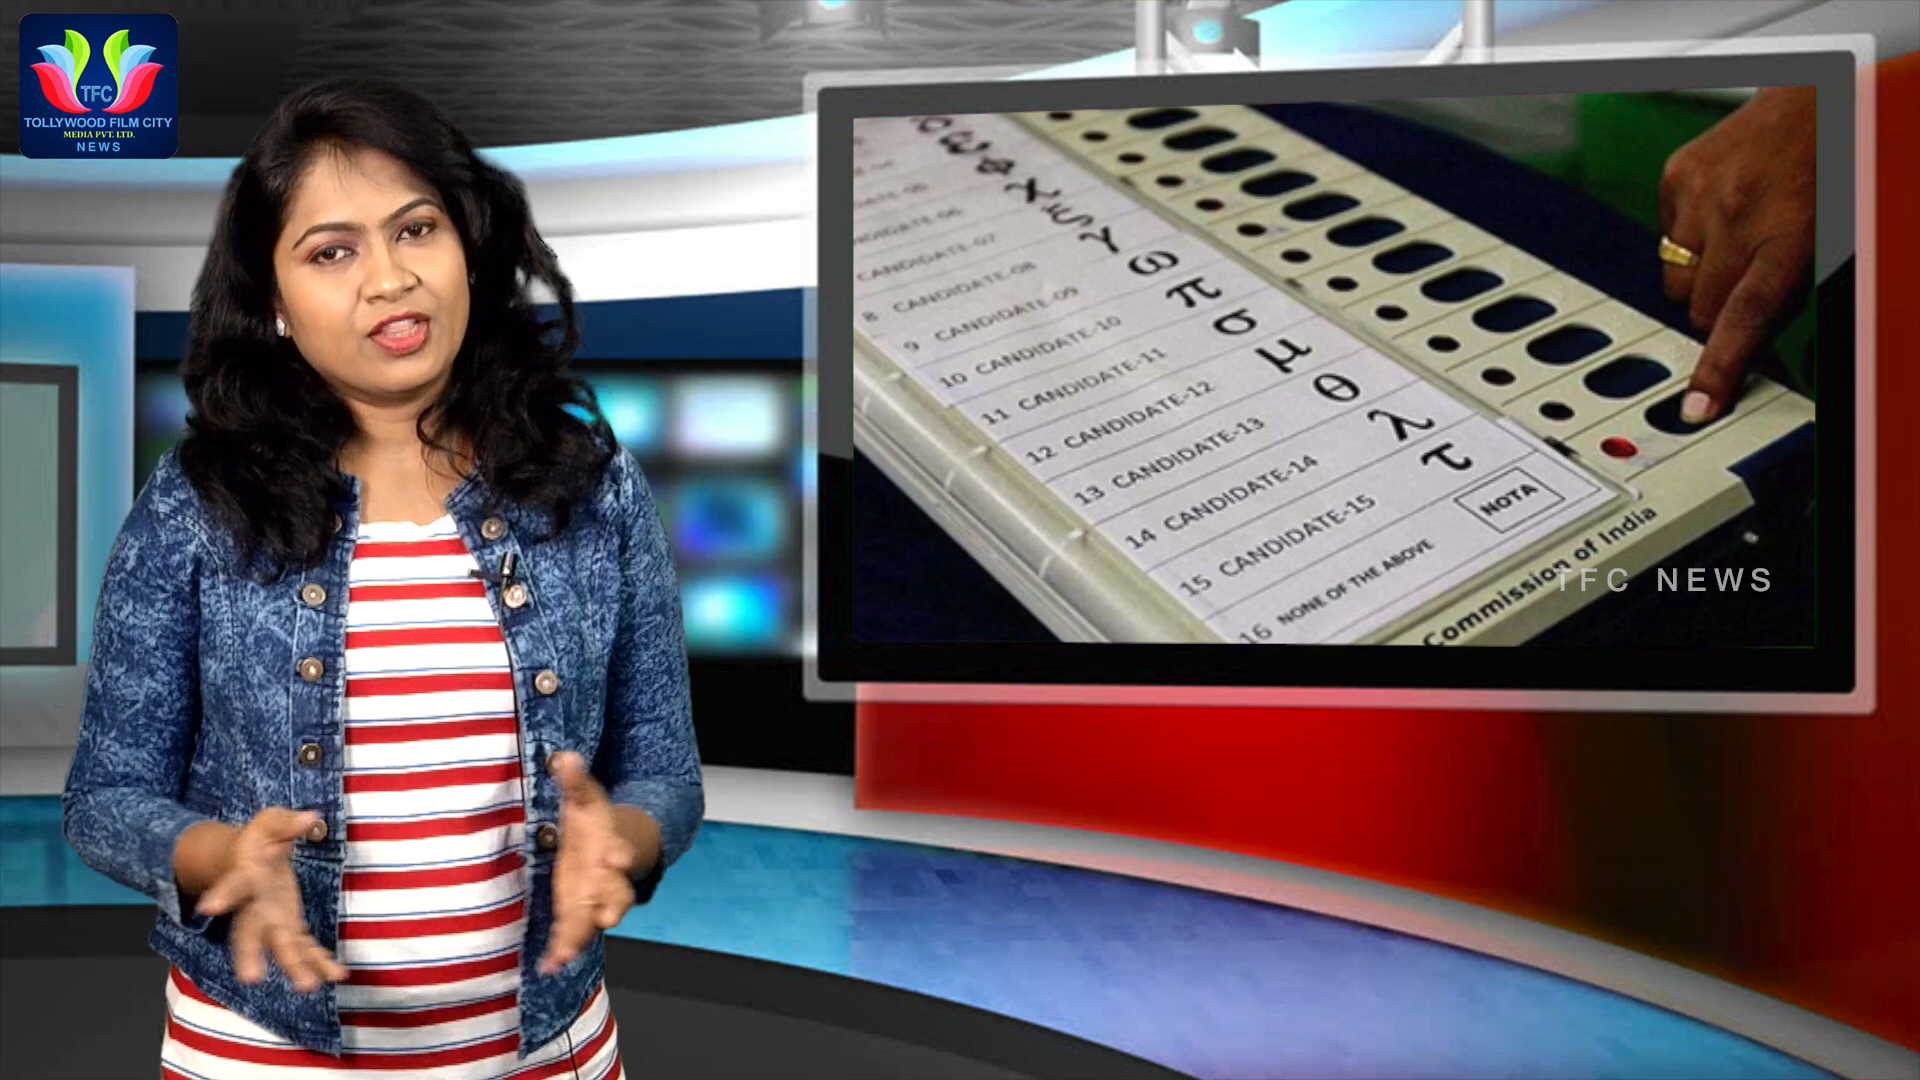 TFC
TOLLYWOOD FILM CITY
MEDIA PVT. LTD.
NEWS
ω
φ
χ
ξ
γ
ω
π
σ
μ
θ
λ
τ
CANDIDATE-07
8 CANDIDATE-08
9 CANDIDATE-09
10 CANDIDATE-10
11 CANDIDATE-11
12 CANDIDATE-12
13 CANDIDATE-13
14 CANDIDATE-14
15 CANDIDATE-15
16 NONE OF THE ABOVE
NOTA
Commission of India
TFC NEWS